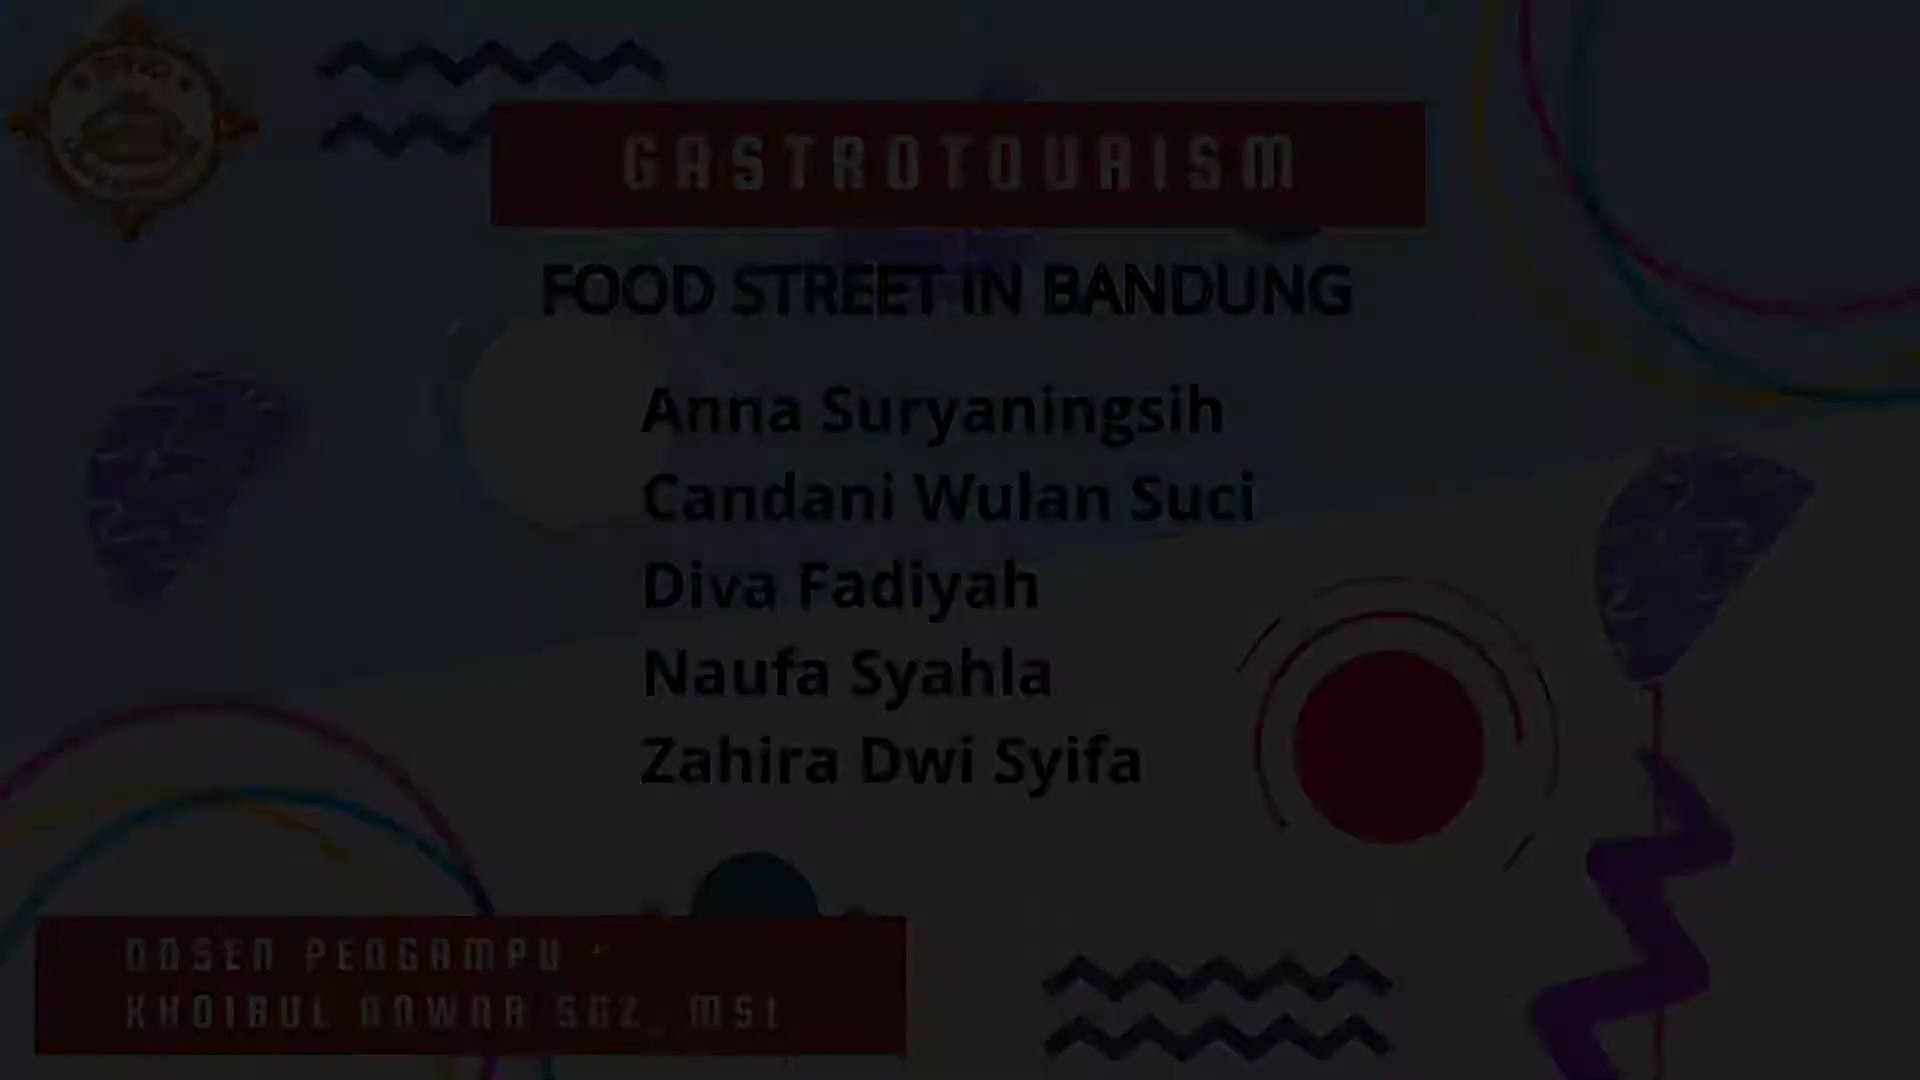 GASTROTOURISM
FOOD STREET IN BANDUNG
Anna Suryaningsih
Candani Wulan Suci
Diva Fadiyah
Naufa Syahla
Zahira Dwi Syifa
DOSEN PENGAMPU :
KHOIRUL ANWAR SGZ, MSI